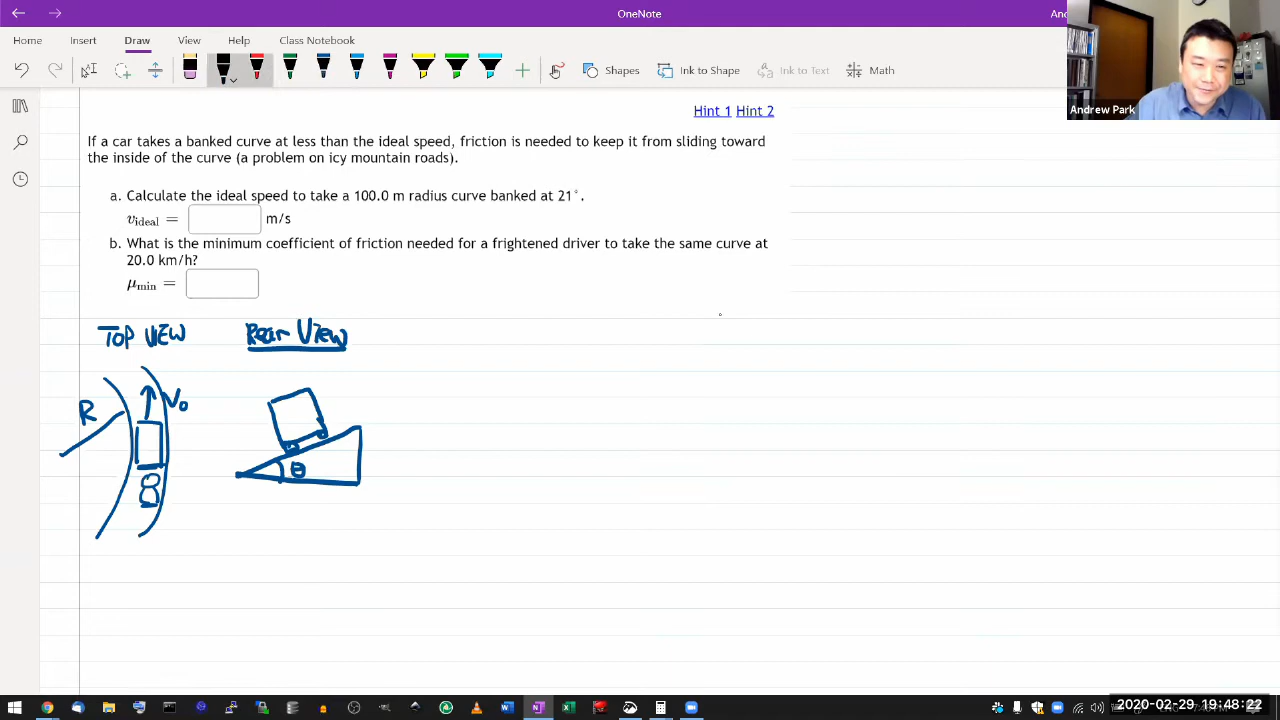 OneNote
An
Home Insert Draw View Help Class Notebook
Shapes Ink to Shape Ink to Text Math
Andrew Park
Hint 1 Hint 2
If a car takes a banked curve at less than the ideal speed, friction is needed to keep it from sliding toward
the inside of the curve (a problem on icy mountain roads).
a. Calculate the ideal speed to take a 100.0 m radius curve banked at 21°.
v_ideal = m/s
b. What is the minimum coefficient of friction needed for a frightened driver to take the same curve at
20.0 km/h?
μ_min =
TOP VIEW Rear View
R V₀
θ
2020-02-29 19:48:22